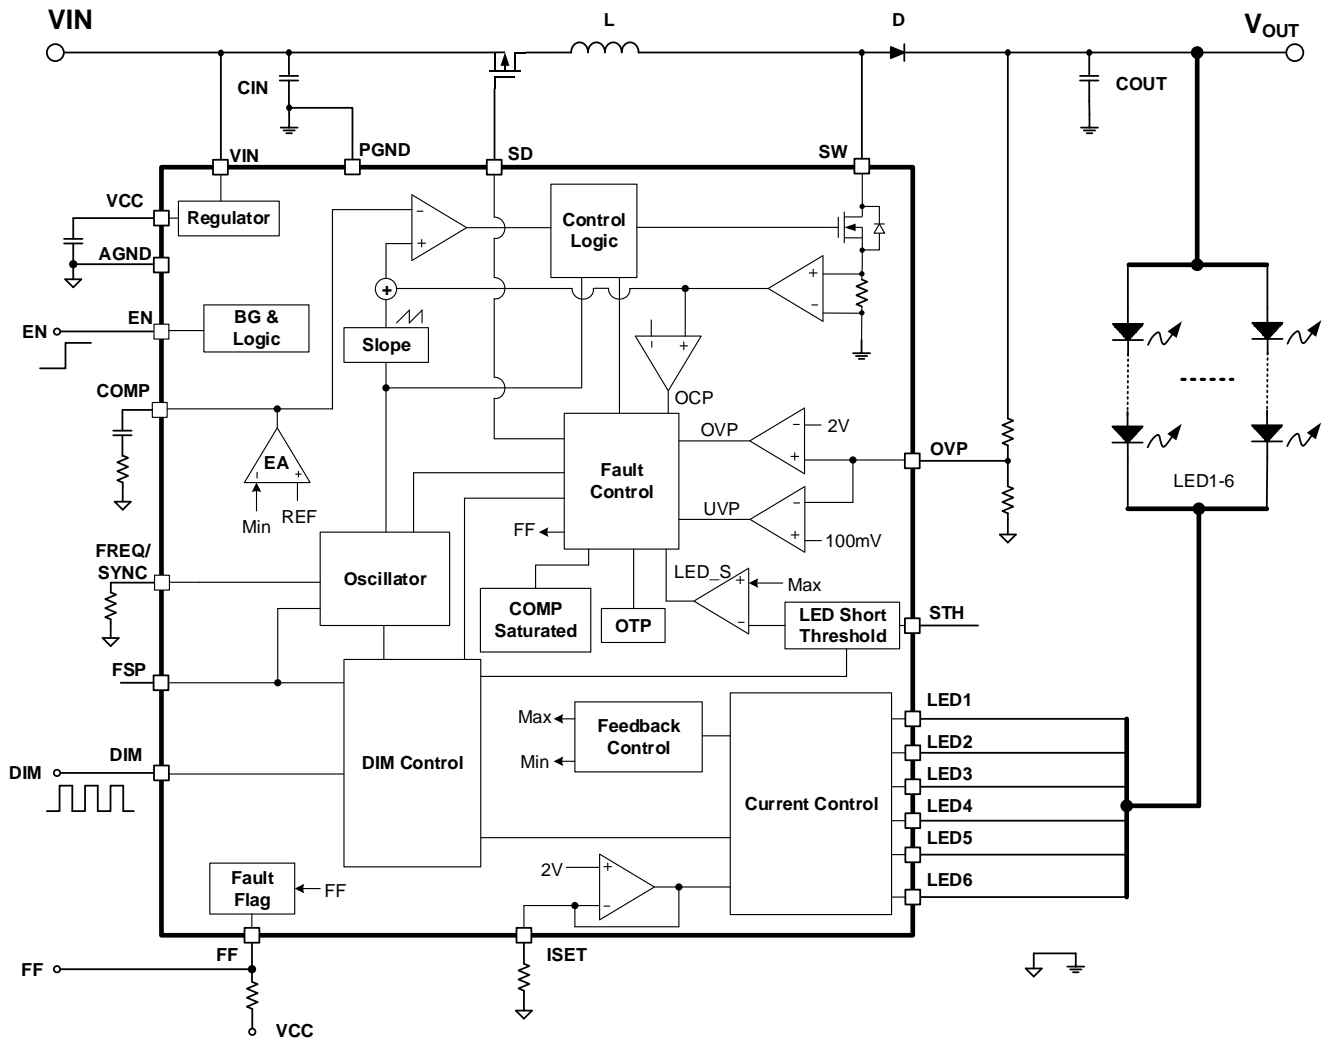 VIN
L
D
VOUT
CIN
COUT
VIN
PGND
SD
SW
VCC
Regulator
Control
Logic
AGND
−
+
+
+
−
EN
EN
BG &
Logic
Slope
−
+
COMP
OCP
OVP
−
2V
+
OVP
EA
−
+
Min
REF
Fault
Control
UVP
−
+
100mV
LED1-6
FF
FREQ/
SYNC
Oscillator
LED_S
+
Max
−
COMP
Saturated
OTP
LED Short
Threshold
STH
FSP
LED1
Max
Feedback
Control
Min
LED2
DIM
DIM
DIM Control
LED3
Current Control
LED4
LED5
2V
+
−
LED6
Fault
Flag
FF
FF
ISET
FF
VCC